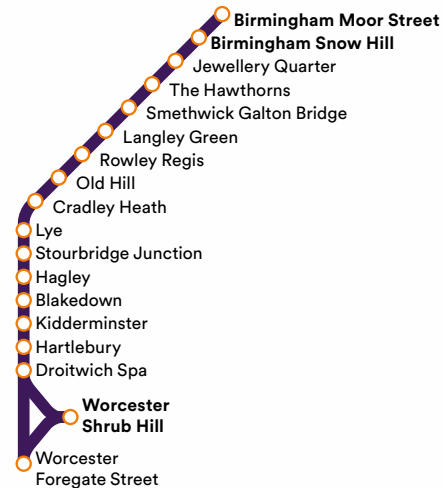 Birmingham Moor Street
Birmingham Snow Hill
Jewellery Quarter
The Hawthorns
Smethwick Galton Bridge
Langley Green
Rowley Regis
Old Hill
Cradley Heath
Lye
Stourbridge Junction
Hagley
Blakedown
Kidderminster
Hartlebury
Droitwich Spa
Worcester
Shrub Hill
Worcester
Foregate Street